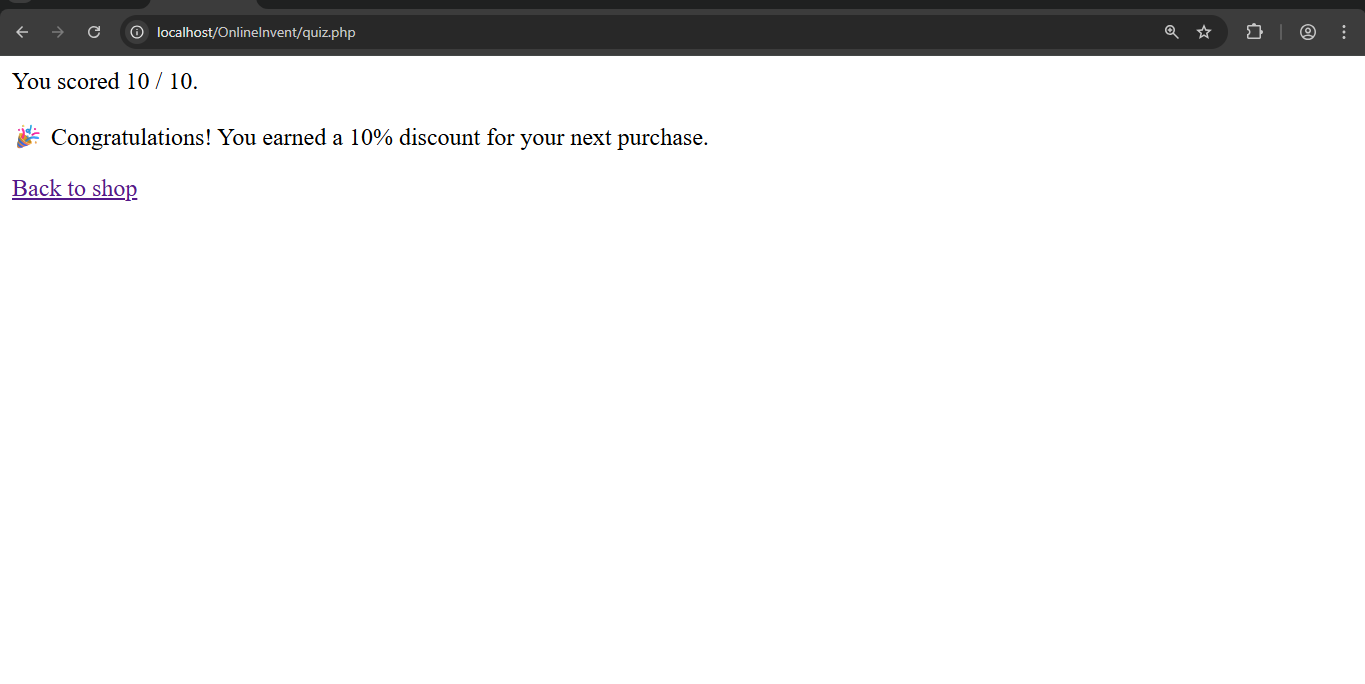 localhost/OnlineInvent/quiz.php
You scored 10 / 10.
🎉 Congratulations! You earned a 10% discount for your next purchase.
Back to shop